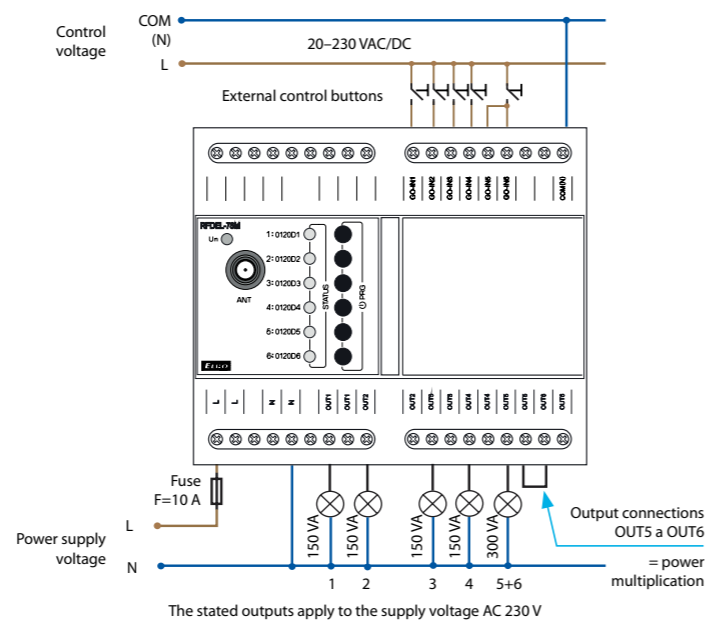 Control
voltage
COM
(N)
L
20–230 VAC/DC
External control buttons
GO-IN1
GO-IN2
GO-IN3
GO-IN4
GO-IN5
GO-IN6
COM(N)
RFDEL-76M
Un
ANT
1: 0120D1
2: 0120D2
3: 0120D3
4: 0120D4
5: 0120D5
6: 0120D6
STATUS
PRG
ELKO
L
L
N
N
OUT1
OUT1
OUT2
OUT2
OUT3
OUT3
OUT4
OUT4
OUT5
OUT5
OUT6
OUT6
Fuse
F=10 A
150 VA
150 VA
150 VA
150 VA
300 VA
Power supply
voltage
L
N
1
2
3
4
5+6
Output connections
OUT5 a OUT6
= power
multiplication
The stated outputs apply to the supply voltage AC 230 V